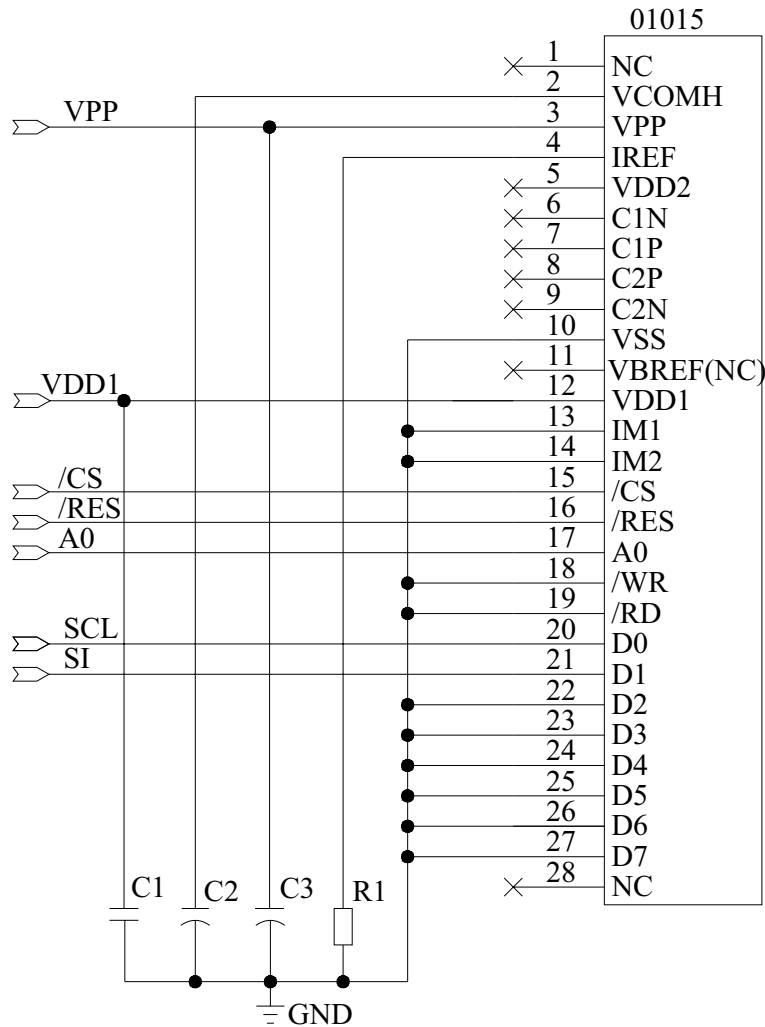 01015
1 NC
2 VCOMH
VPP 3 VPP
4 IREF
5 VDD2
6 C1N
7 C1P
8 C2P
9 C2N
10 VSS
11 VBREF(NC)
VDD1 12 VDD1
13 IM1
14 IM2
/CS 15 /CS
/RES 16 /RES
A0 17 A0
18 /WR
19 /RD
SCL 20 D0
SI 21 D1
22 D2
23 D3
24 D4
25 D5
26 D6
27 D7
28 NC
C1 C2 C3 R1
GND